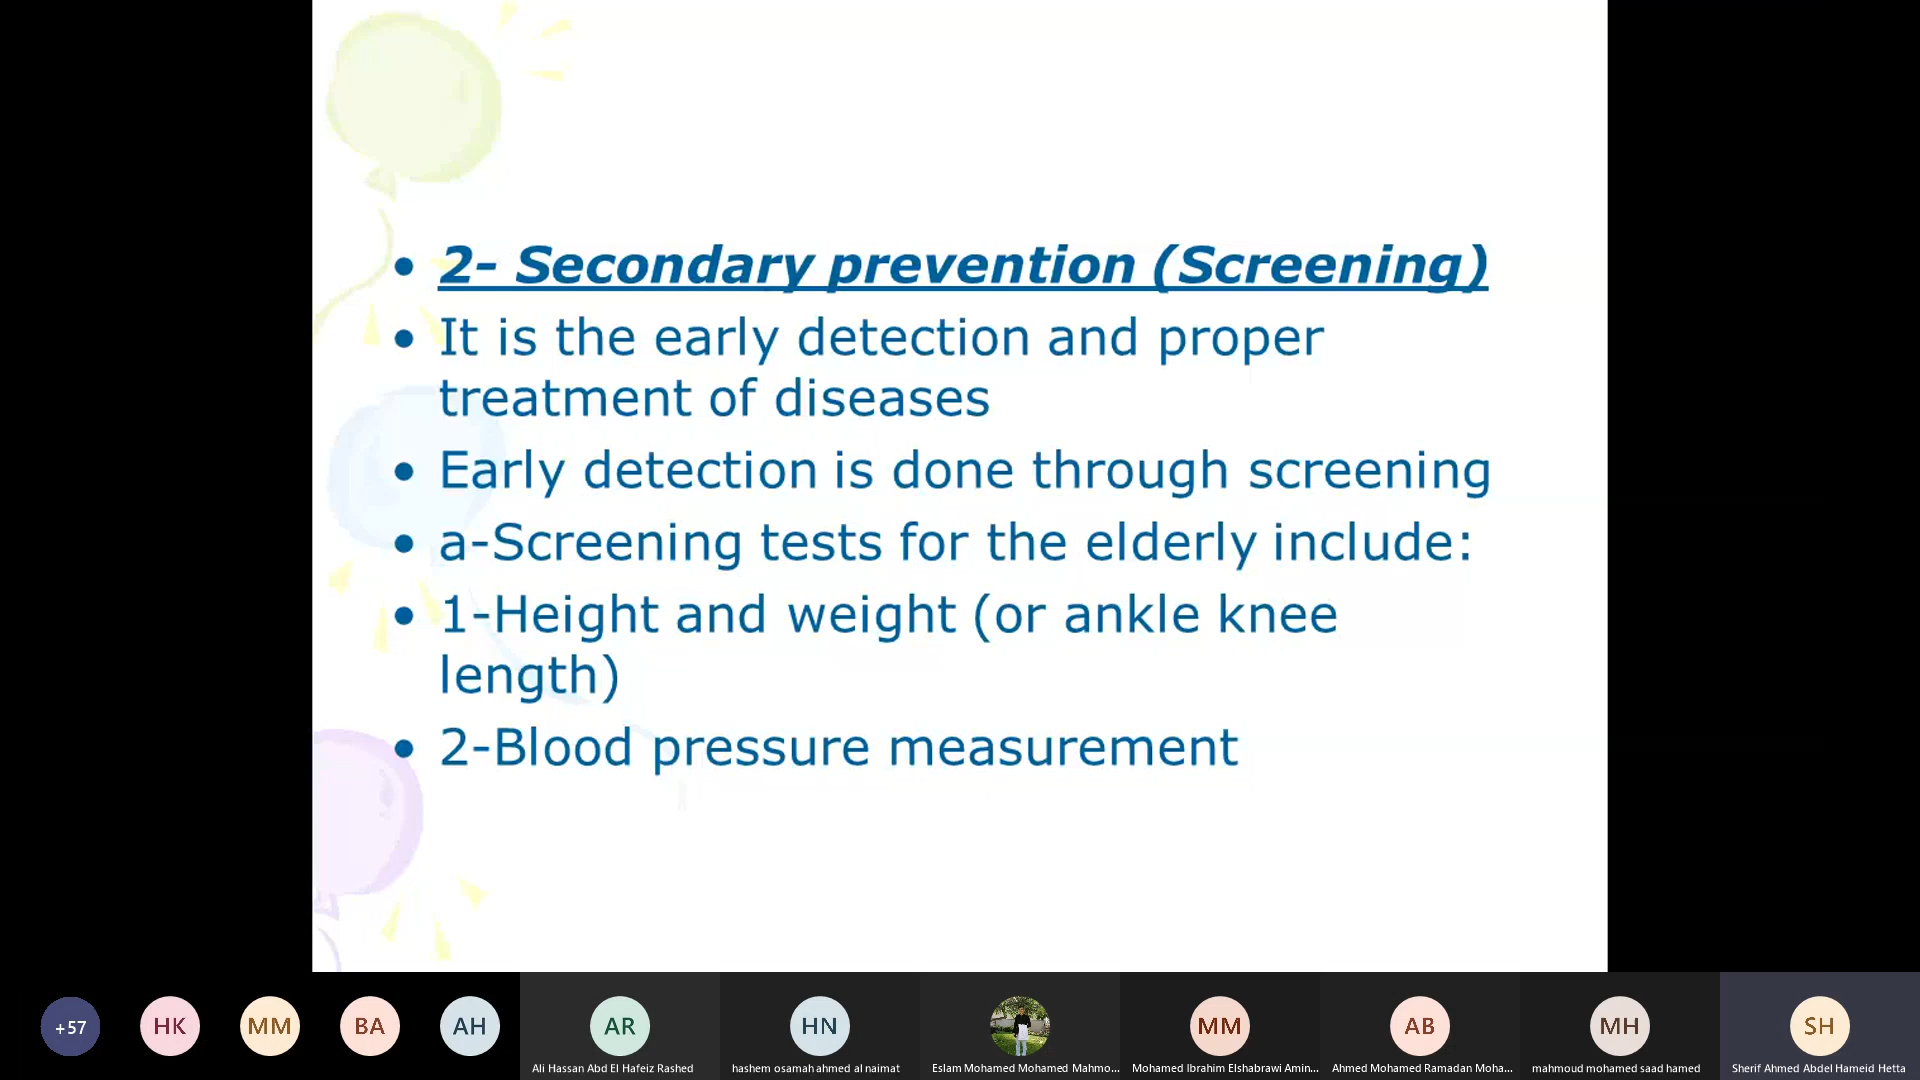 • 2- Secondary prevention (Screening)
• It is the early detection and proper
treatment of diseases
• Early detection is done through screening
• a-Screening tests for the elderly include:
• 1-Height and weight (or ankle knee
length)
• 2-Blood pressure measurement
+57
HK
MM
BA
AH
AR
HN
MM
AB
MH
SH
Ali Hassan Abd El Hafeiz Rashed
hashem osamah ahmed al naimat
Eslam Mohamed Mohamed Mahmo...
Mohamed Ibrahim Elshabrawi Amin...
Ahmed Mohamed Ramadan Moha...
mahmoud mohamed saad hamed
Sherif Ahmed Abdel Hameid Hetta